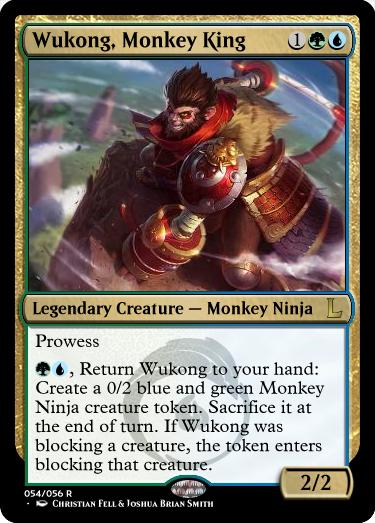 Wukong, Monkey King 1
Legendary Creature — Monkey Ninja L
Prowess
, Return Wukong to your hand:
Create a 0/2 blue and green Monkey
Ninja creature token. Sacrifice it at
the end of turn. If Wukong was
blocking a creature, the token enters
blocking that creature.
2/2
054/056 R
· Christian Fell & Joshua Brian Smith